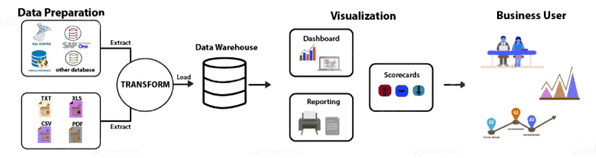 Data Preparation
SQL SERVER
SAP
One
other database
Extract
TXT
XLS
CSV
PDF
Extract
TRANSFORM
Load
Data Warehouse
Visualization
Dashboard
Reporting
Scorecards
Business User